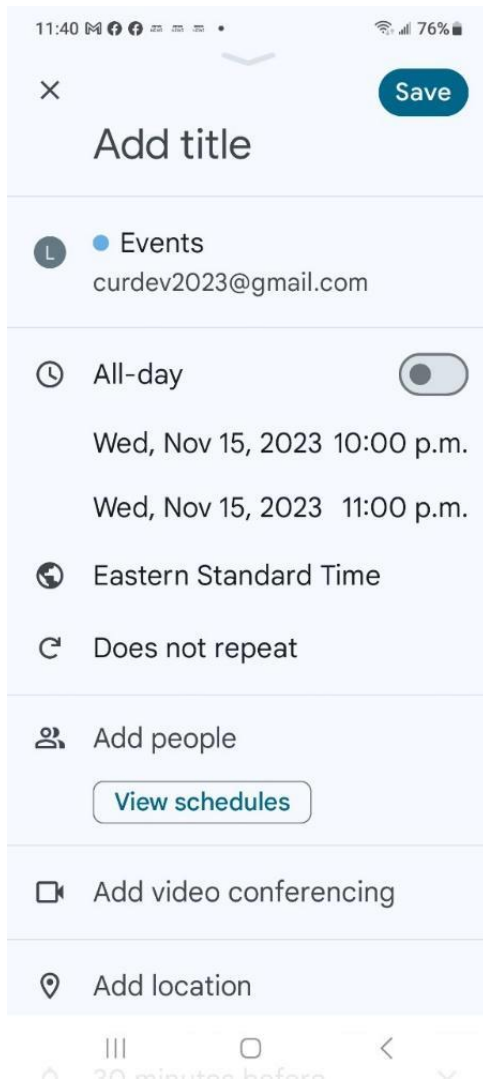 11:40 76%
Save
Add title
L
Events
curdev2023@gmail.com
All-day
Wed, Nov 15, 2023 10:00 p.m.
Wed, Nov 15, 2023 11:00 p.m.
Eastern Standard Time
Does not repeat
Add people
View schedules
Add video conferencing
Add location
30 minutes before